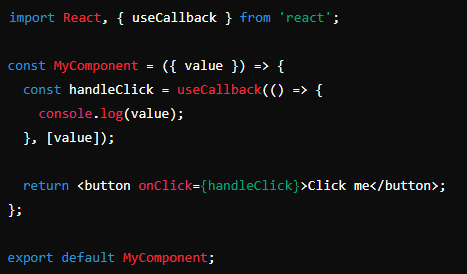 import React, { useCallback } from 'react';
const MyComponent = ({ value }) => {
const handleClick = useCallback(() => {
console.log(value);
}, [value]);
return <button onClick={handleClick}>Click me</button>;
};
export default MyComponent;